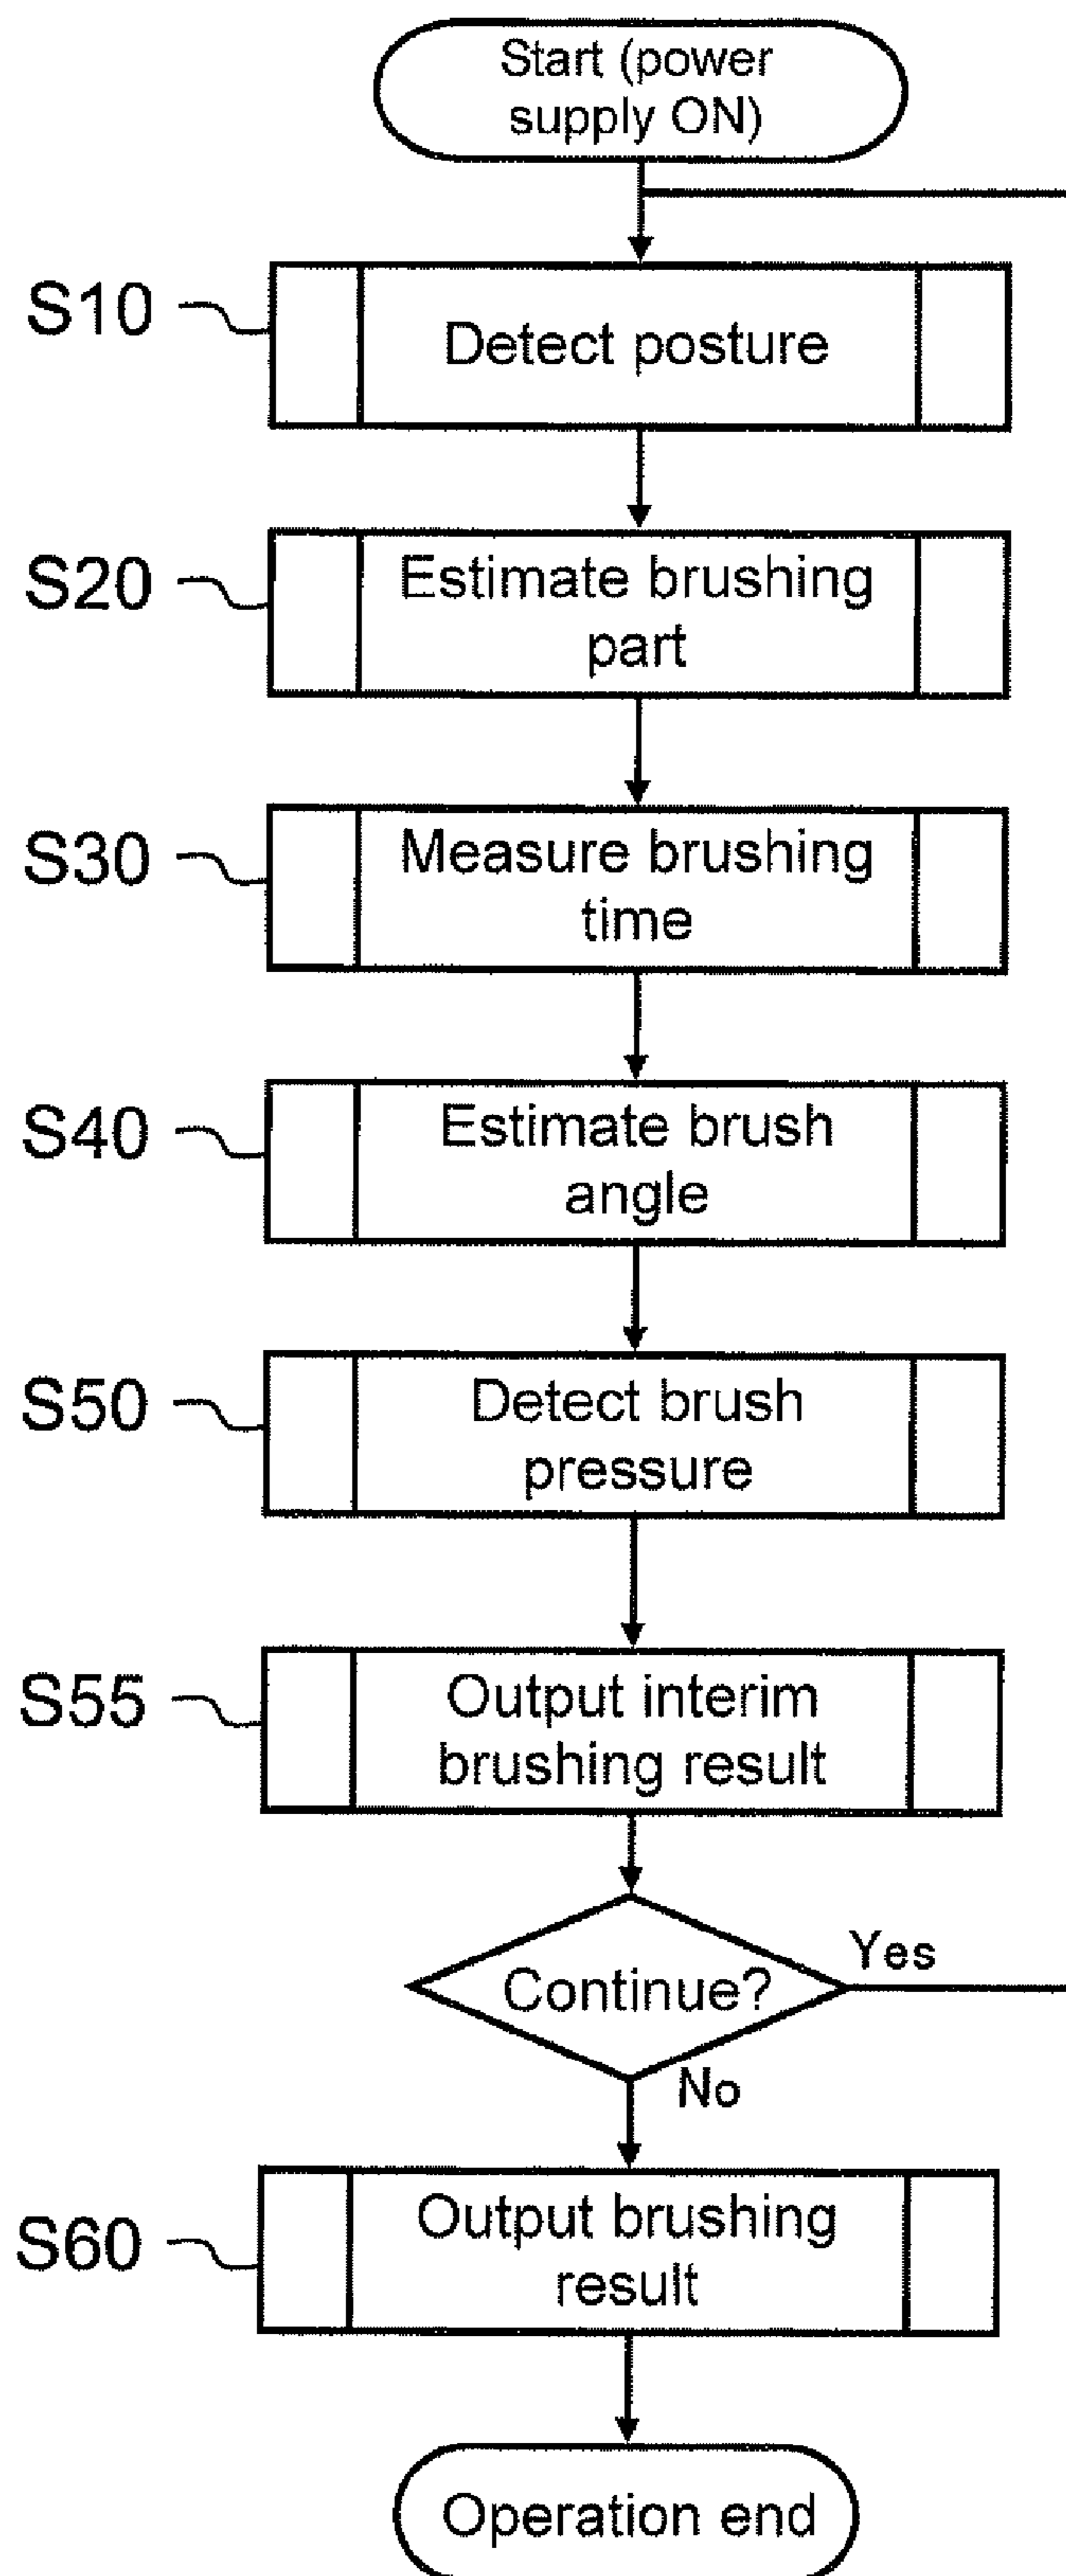 Start (power
supply ON)
S10
Detect posture
S20
Estimate brushing
part
S30
Measure brushing
time
S40
Estimate brush
angle
S50
Detect brush
pressure
S55
Output interim
brushing result
Continue?
Yes
No
S60
Output brushing
result
Operation end